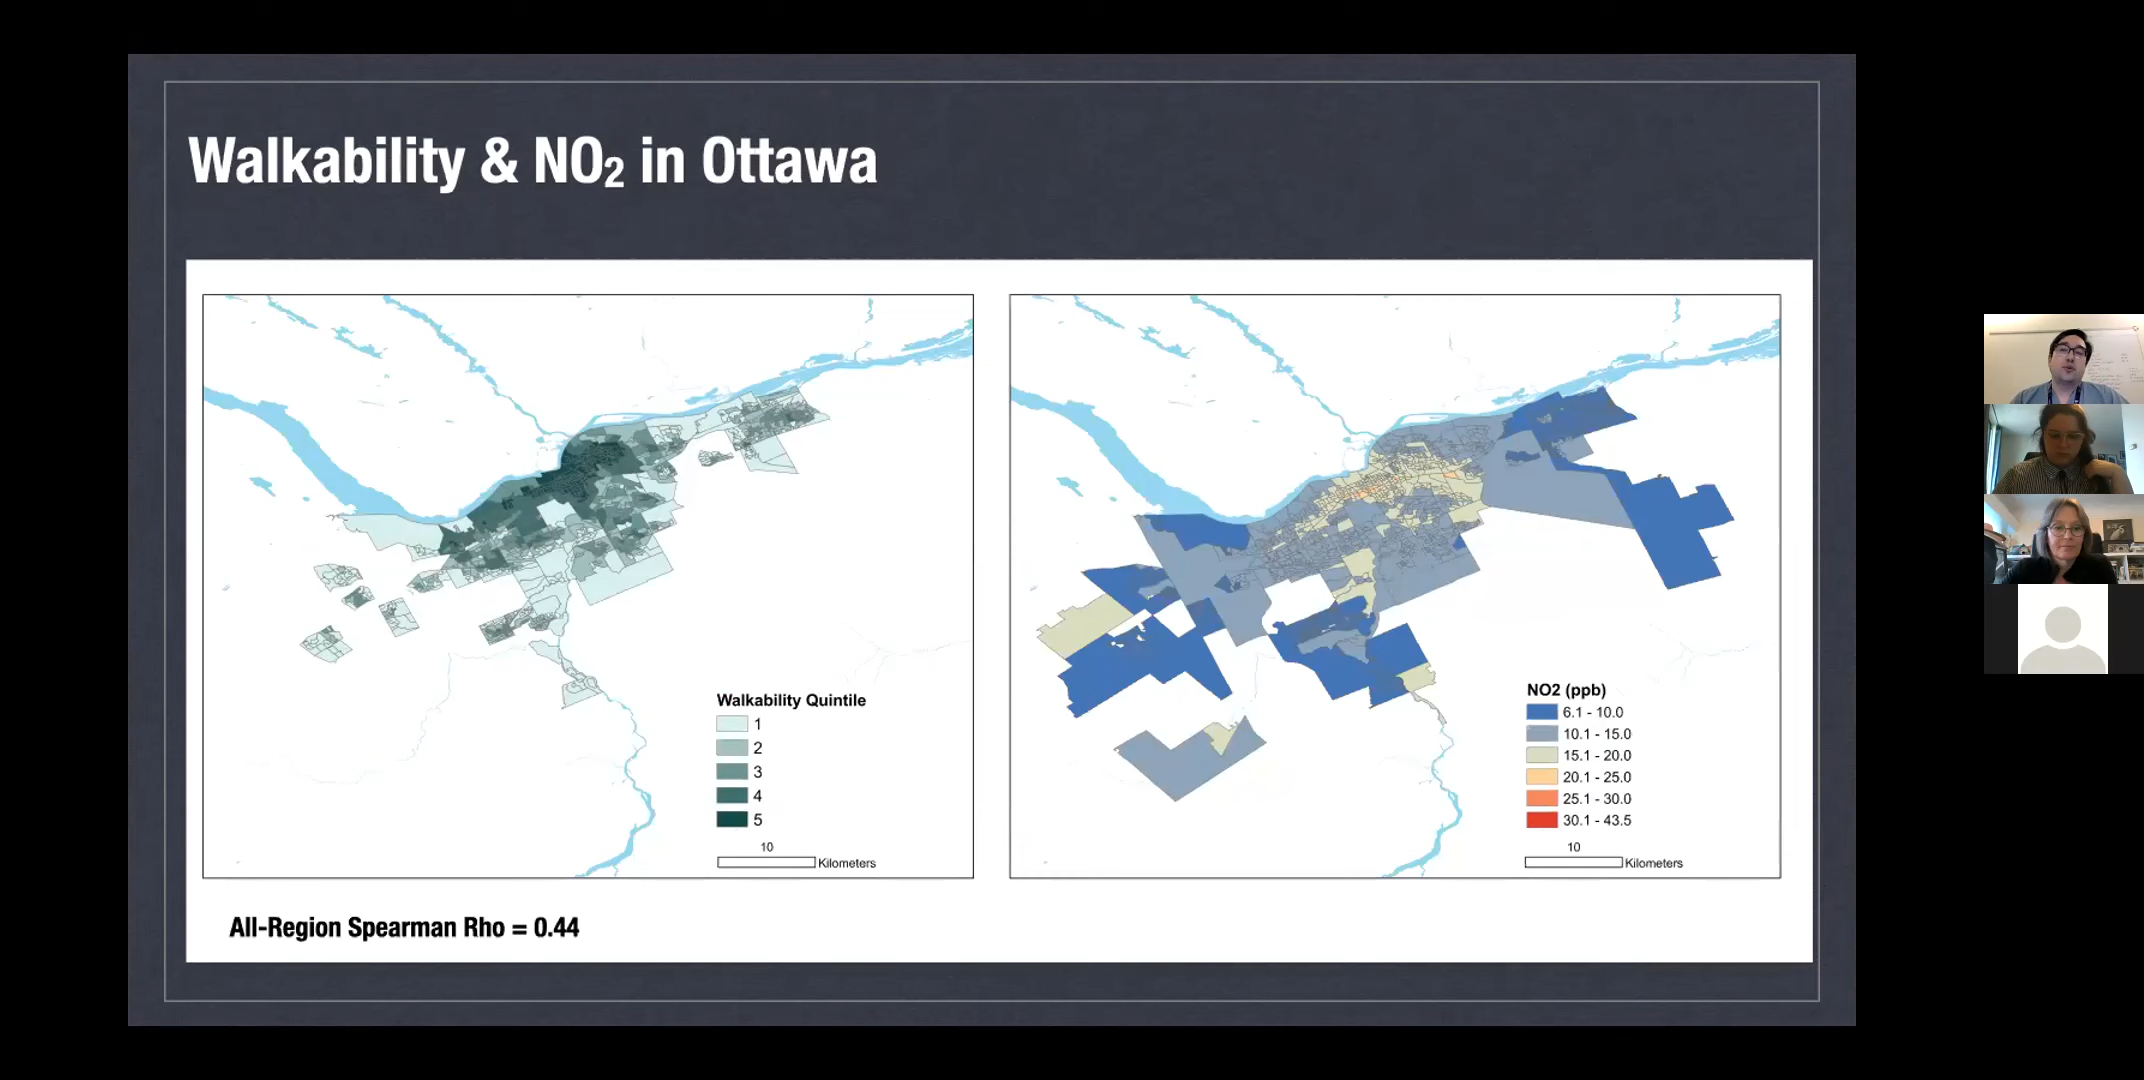 Walkability & NO₂ in Ottawa
Walkability Quintile
1
2
3
4
5
10
Kilometers
NO2 (ppb)
6.1 - 10.0
10.1 - 15.0
15.1 - 20.0
20.1 - 25.0
25.1 - 30.0
30.1 - 43.5
10
Kilometers
All-Region Spearman Rho = 0.44